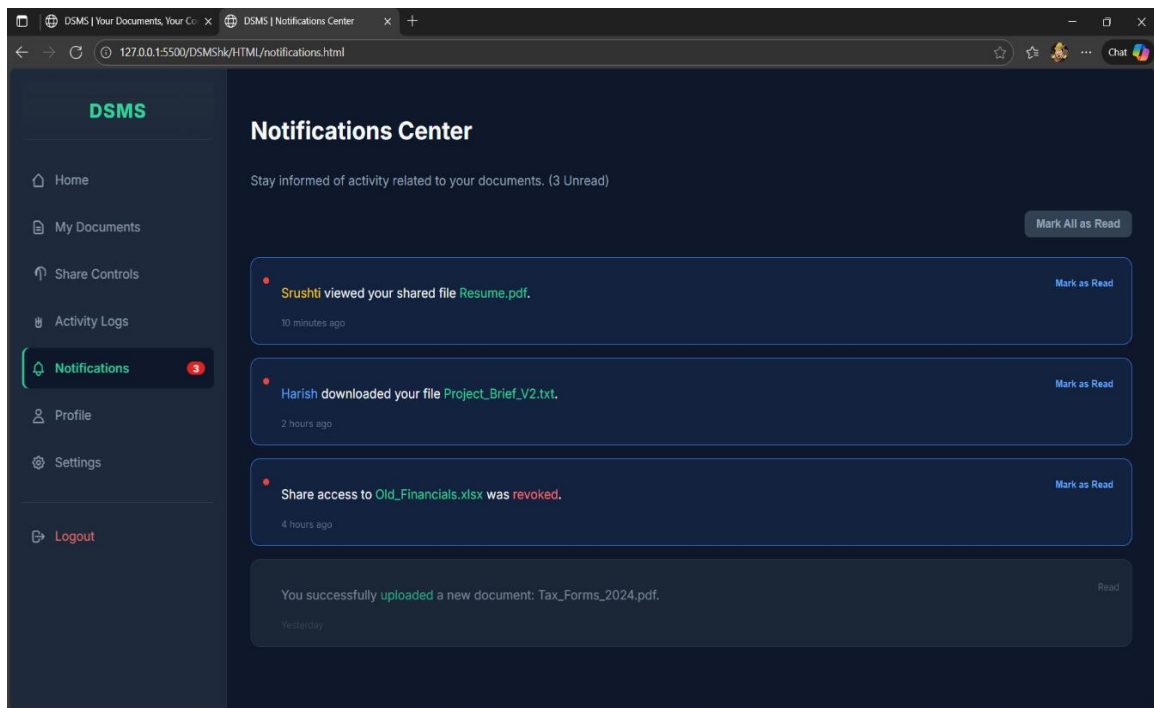 DSMS | Your Documents, Your Co
DSMS | Notifications Center
127.0.0.1:5500/DSMShk/HTML/notifications.html
Chat
DSMS
Home
My Documents
Share Controls
Activity Logs
Notifications 3
Profile
Settings
Logout
Notifications Center
Stay informed of activity related to your documents. (3 Unread)
Mark All as Read
Srushti viewed your shared file Resume.pdf.
Mark as Read
10 minutes ago
Harish downloaded your file Project_Brief_V2.txt.
Mark as Read
2 hours ago
Share access to Old_Financials.xlsx was revoked.
Mark as Read
4 hours ago
You successfully uploaded a new document: Tax_Forms_2024.pdf.
Read
Yesterday